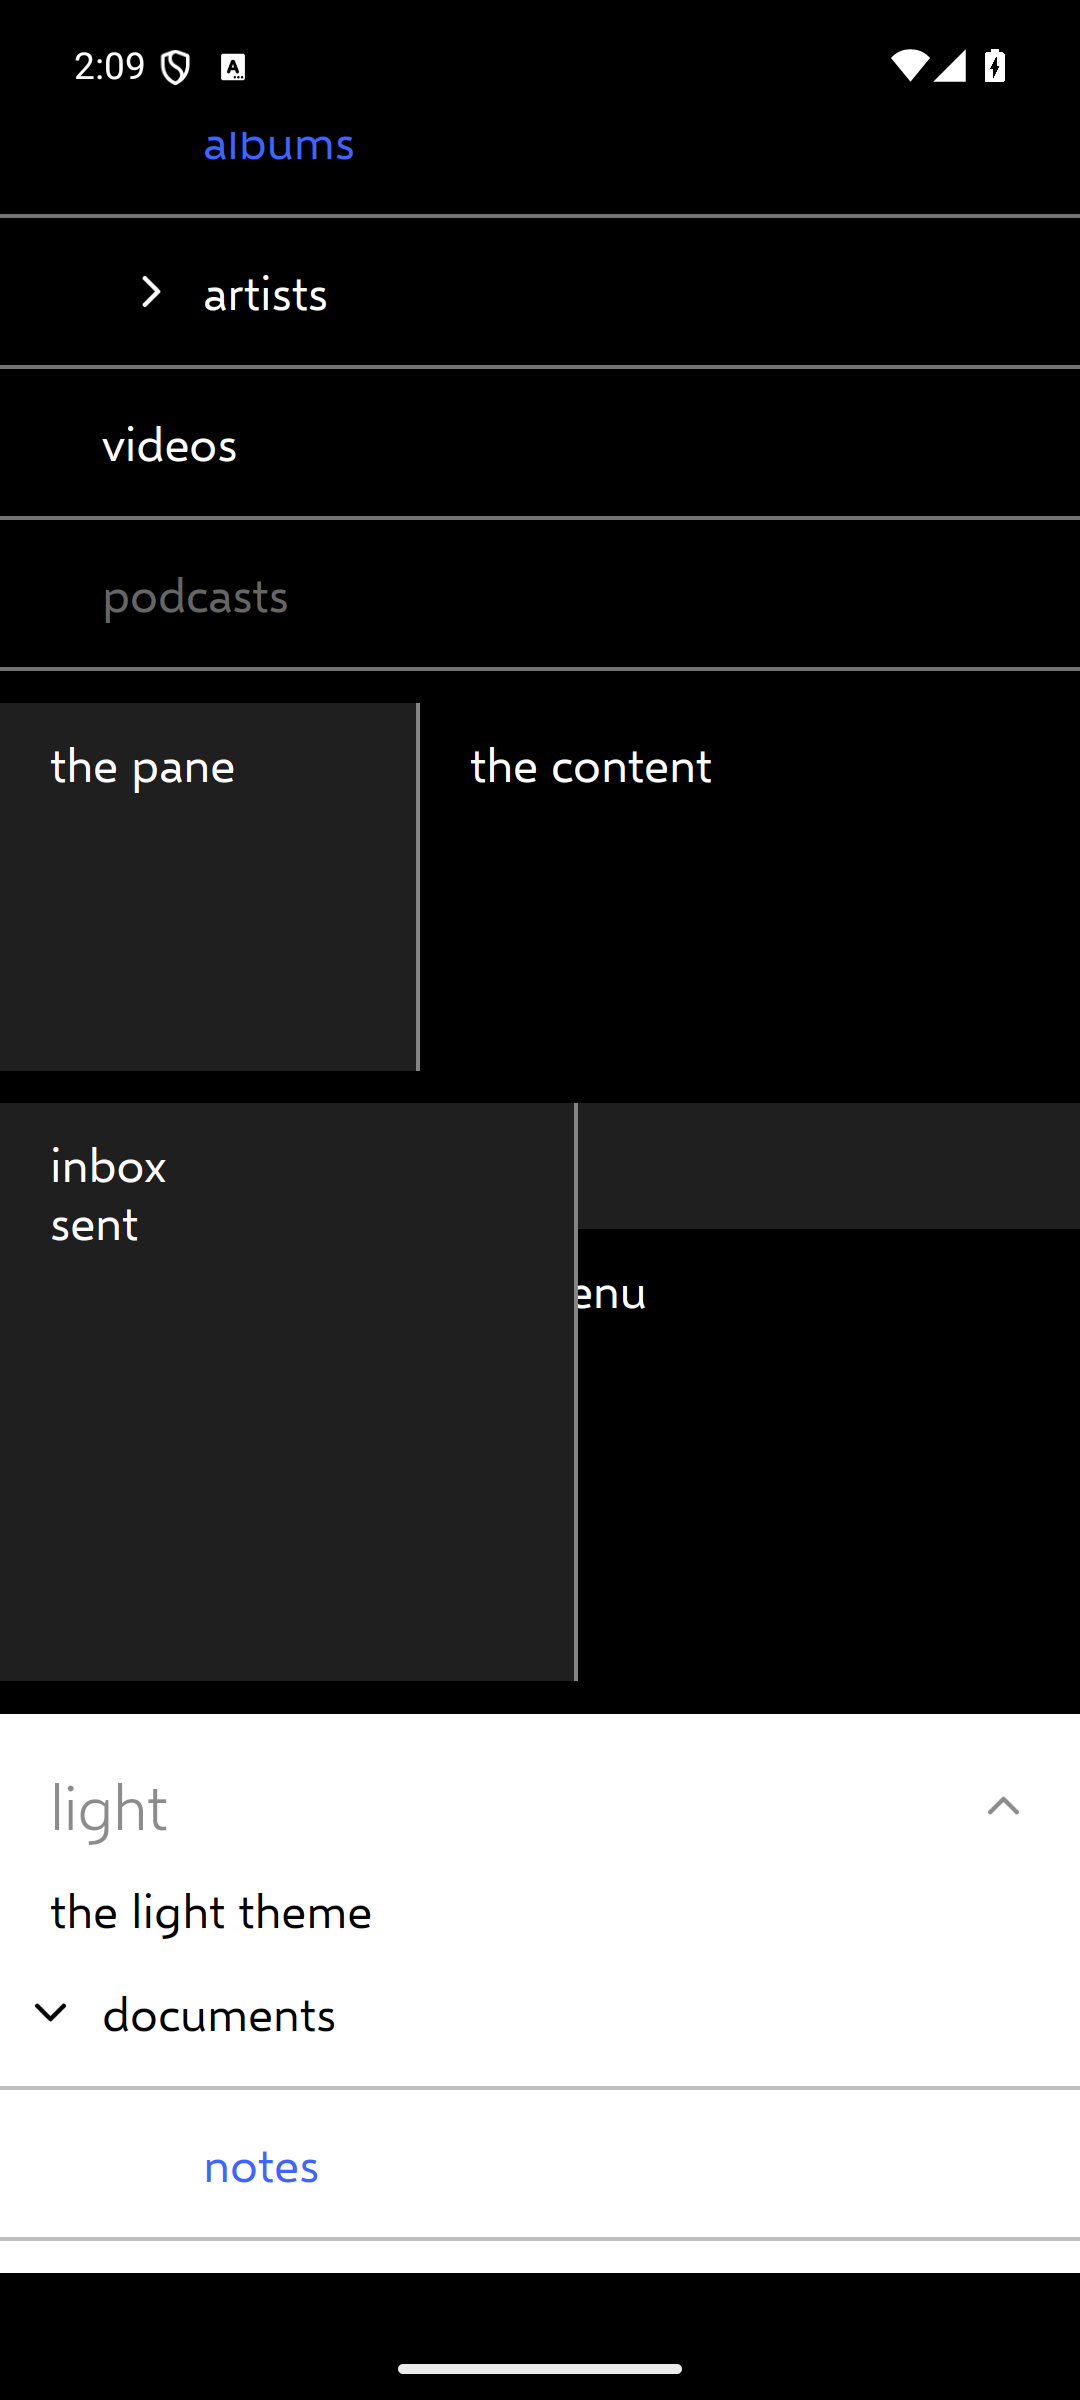 2:09
albums
artists
videos
podcasts
the pane
the content
inbox
sent
enu
light
the light theme
documents
notes